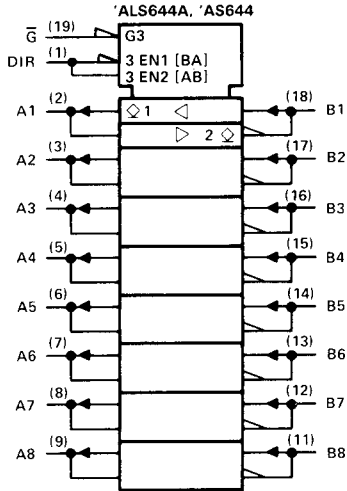 'ALS644A, 'AS644
G (19) G3
DIR (1) 3 EN1 [BA]
3 EN2 [AB]
A1 (2) 1 (18) B1
2
A2 (3) (17) B2
A3 (4) (16) B3
A4 (5) (15) B4
A5 (6) (14) B5
A6 (7) (13) B6
A7 (8) (12) B7
A8 (9) (11) B8